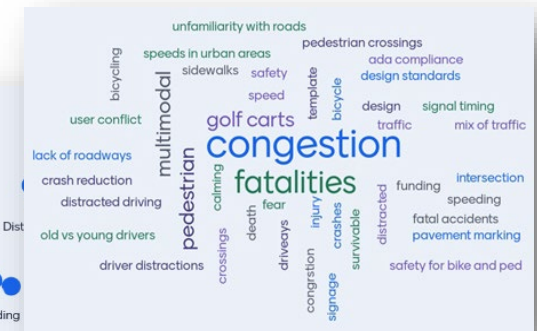 unfamiliarity with roads
pedestrian crossings
speeds in urban areas
ada compliance
bicycling
sidewalks
safety
design standards
multimodal
template
bicycle
speed
design
signal timing
user conflict
golf carts
traffic
mix of traffic
congestion
lack of roadways
pedestrian
calming
fatalities
crash reduction
funding
intersection
distracted driving
distracted
speeding
Dist
fear
injury
crashes
survivable
death
driveays
crossings
fatal accidents
old vs young drivers
pavement marking
driver distractions
congrstion
signage
safety for bike and ped
ding